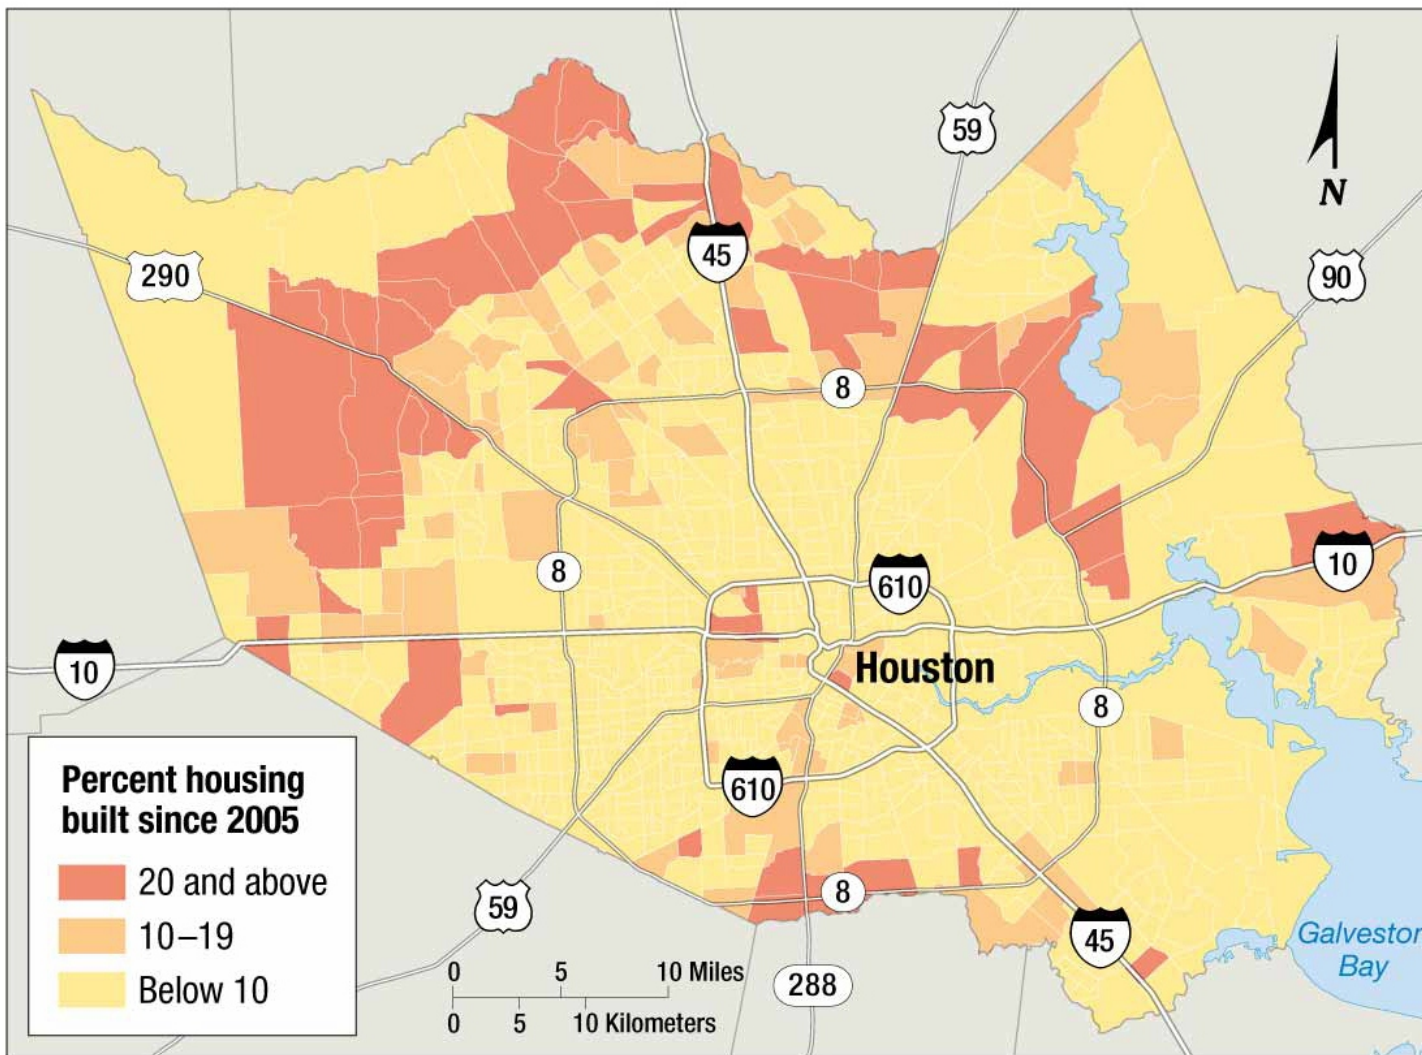 59
N
45
290
90
8
8
610
10
10
Houston
8
Percent housing
built since 2005
20 and above
10–19
Below 10
610
59
8
45
Galveston
Bay
288
0 5 10 Miles
0 5 10 Kilometers